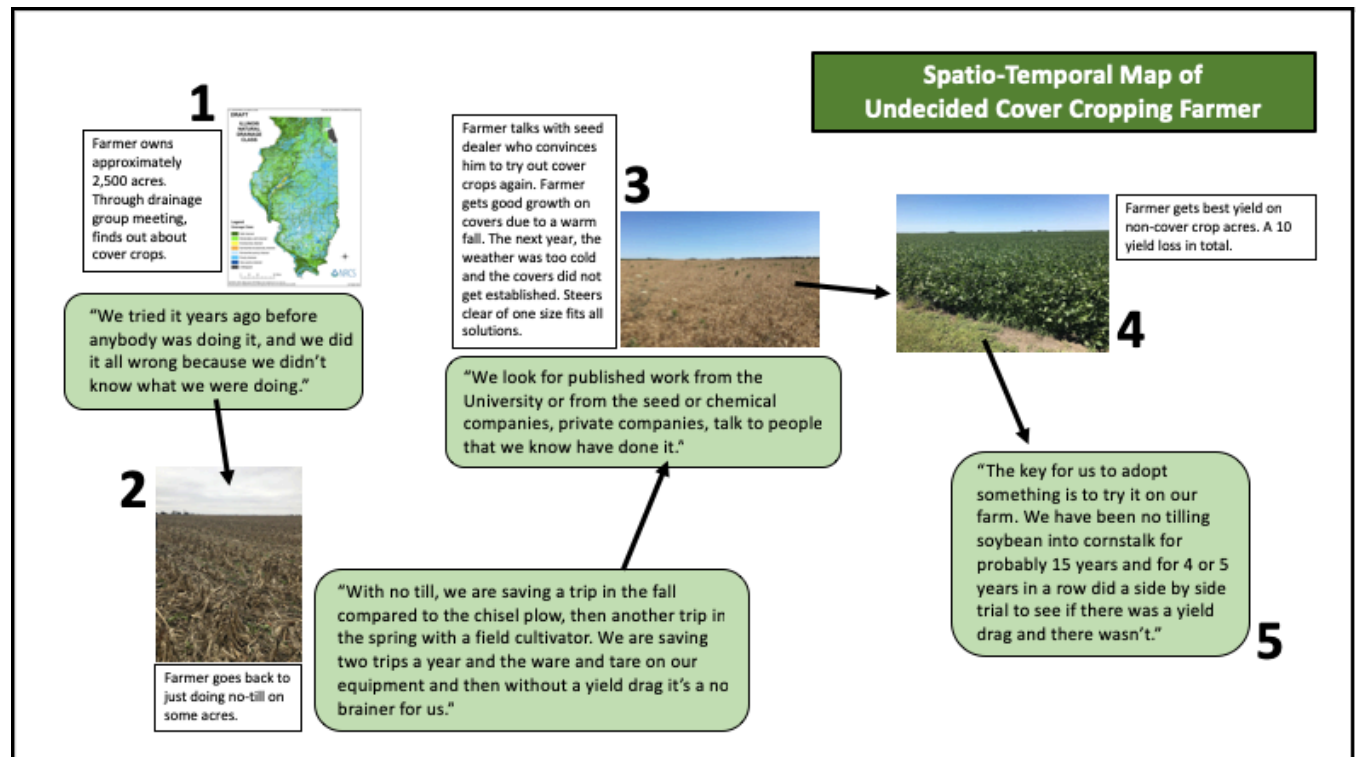 Spatio-Temporal Map of
Undecided Cover Cropping Farmer
1
Farmer owns
approximately
2,500 acres.
Through drainage
group meeting,
finds out about
cover crops.
DRAFT
ILLINOIS
NATURAL
DRAINAGE
CLASS
Legend
NRCS
"We tried it years ago before
anybody was doing it, and we did
it all wrong because we didn't
know what we were doing."
2
Farmer goes back to
just doing no-till on
some acres.
"With no till, we are saving a trip in the fall
compared to the chisel plow, then another trip in
the spring with a field cultivator. We are saving
two trips a year and the ware and tare on our
equipment and then without a yield drag it's a no
brainer for us."
3
Farmer talks with seed
dealer who convinces
him to try out cover
crops again. Farmer
gets good growth on
covers due to a warm
fall. The next year, the
weather was too cold
and the covers did not
get established. Steers
clear of one size fits all
solutions.
"We look for published work from the
University or from the seed or chemical
companies, private companies, talk to people
that we know have done it."
4
Farmer gets best yield on
non-cover crop acres. A 10
yield loss in total.
"The key for us to adopt
something is to try it on our
farm. We have been no tilling
soybean into cornstalk for
probably 15 years and for 4 or 5
years in a row did a side by side
trial to see if there was a yield
drag and there wasn't."
5